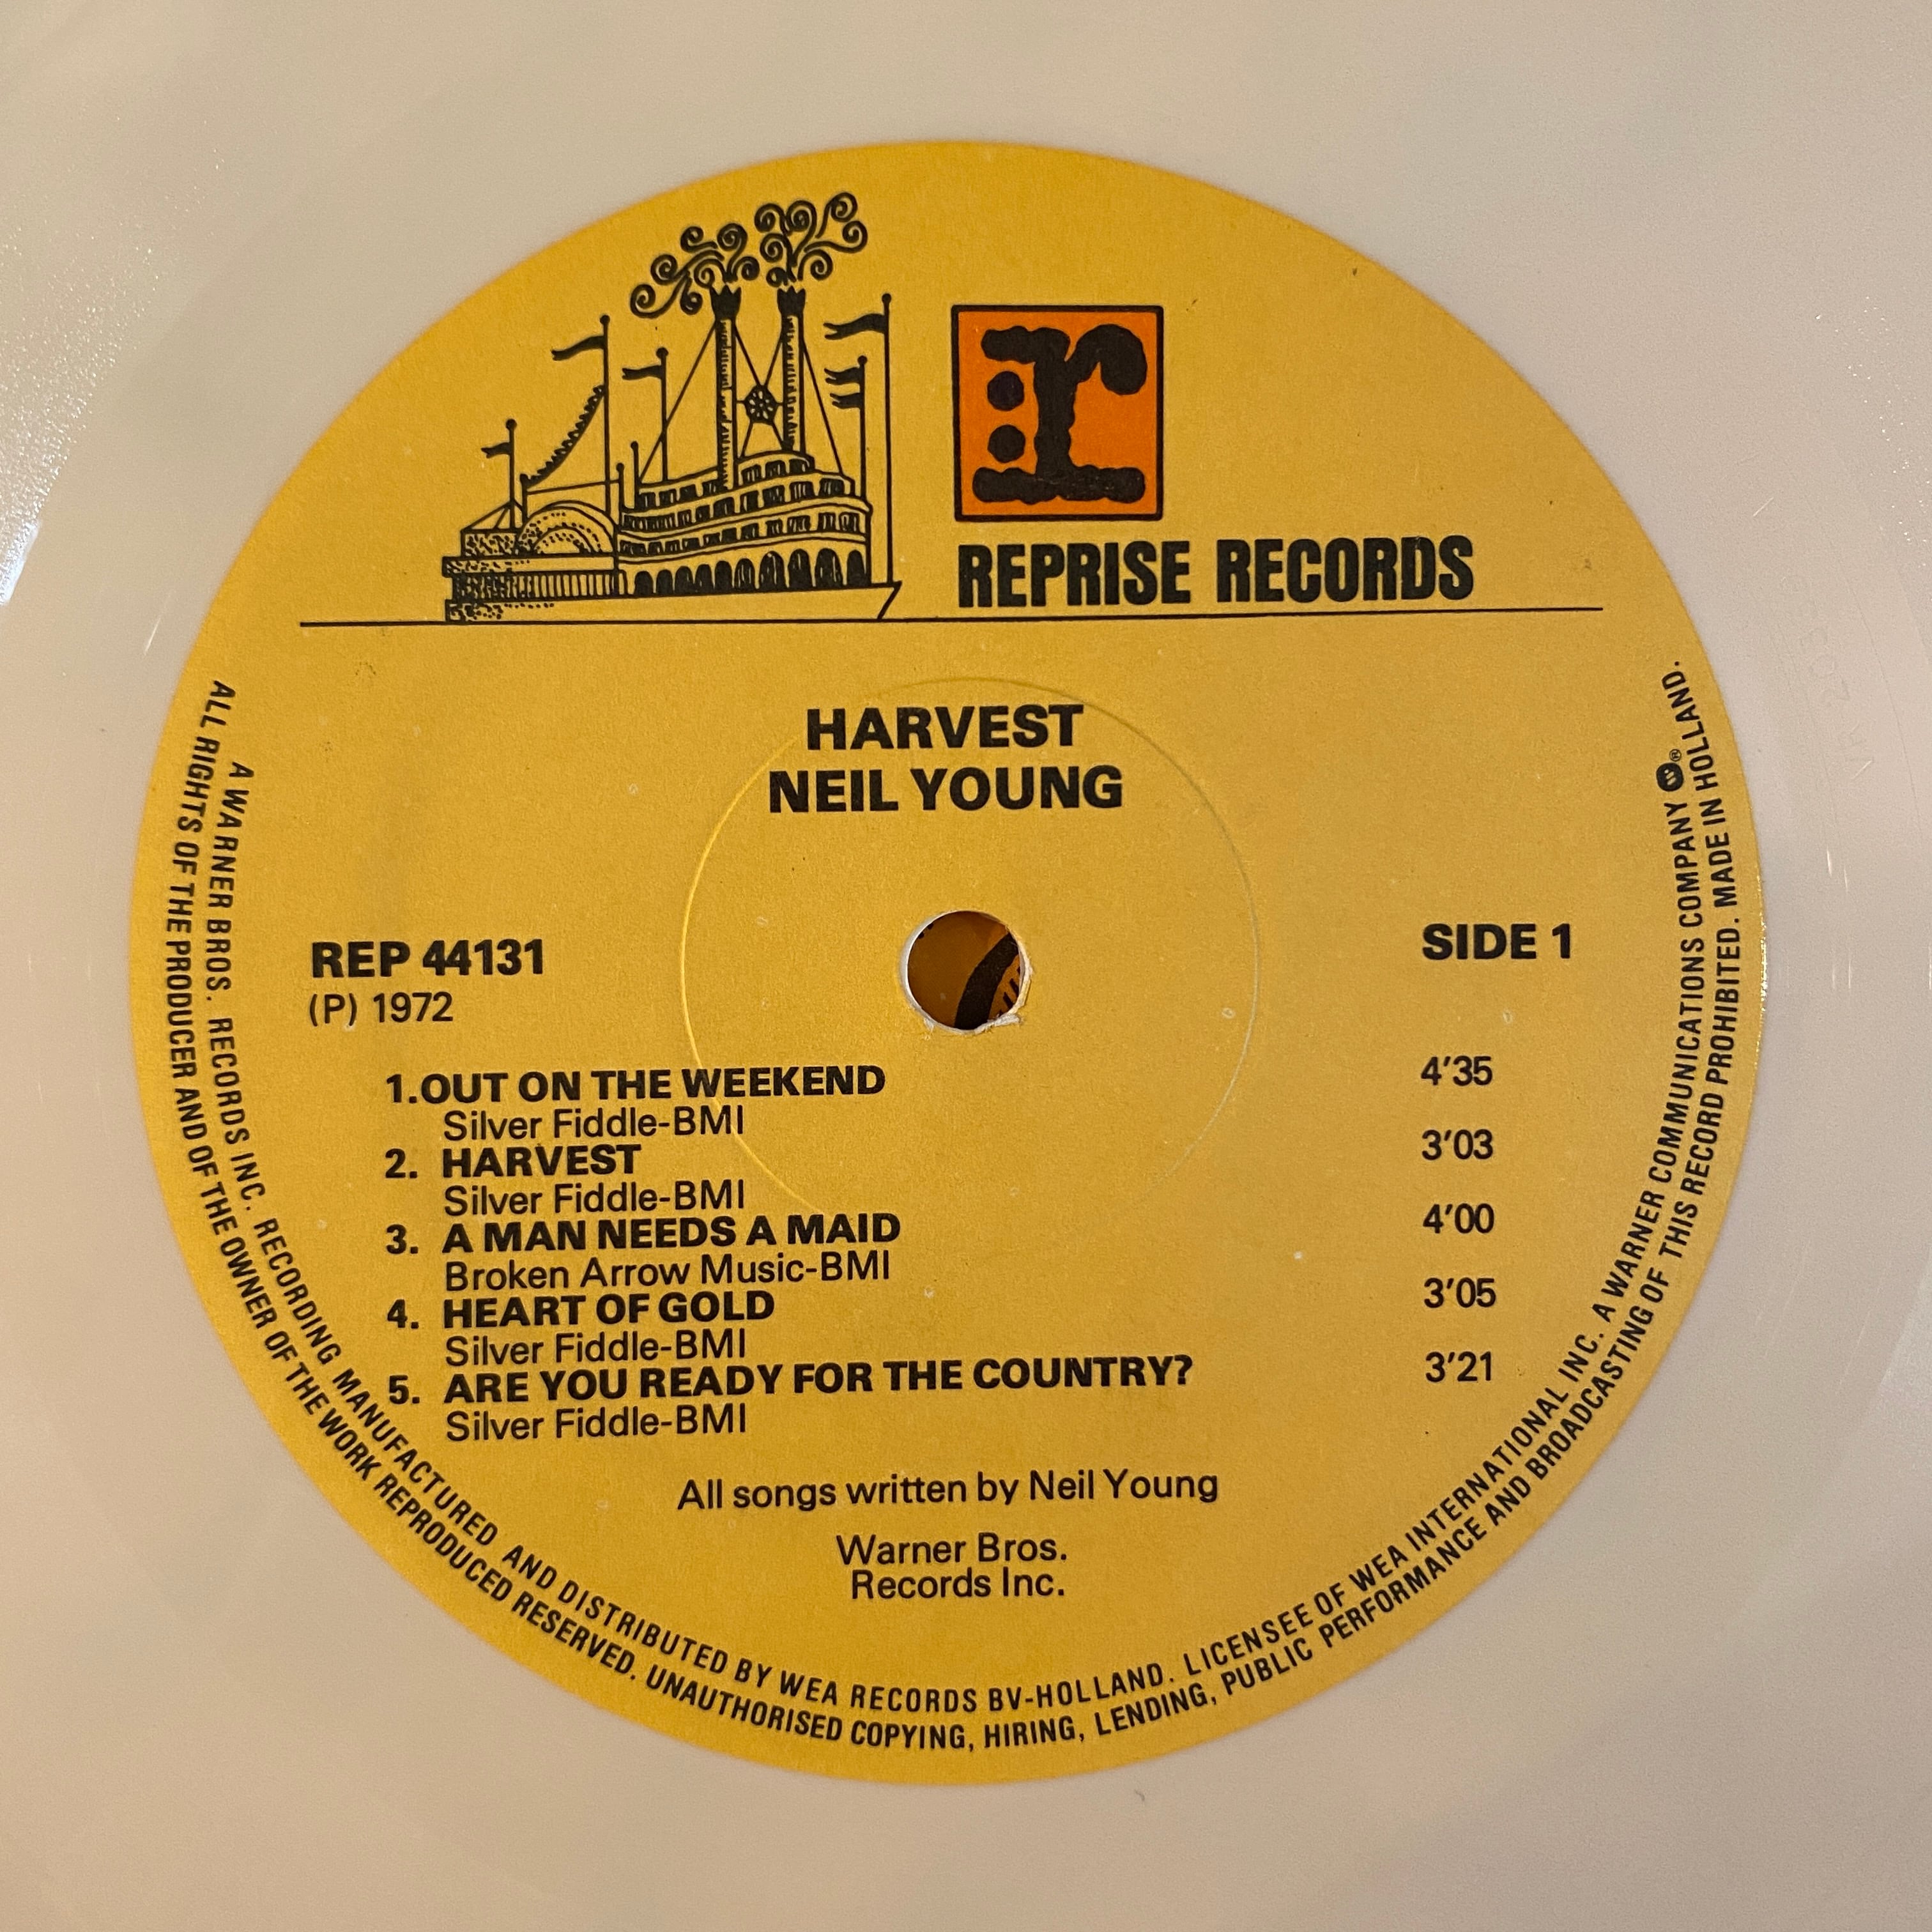 r
REPRISE RECORDS
HARVEST
NEIL YOUNG
REP 44131
SIDE 1
(P) 1972
1.OUT ON THE WEEKEND 4'35
Silver Fiddle-BMI
2. HARVEST 3'03
Silver Fiddle-BMI
3. A MAN NEEDS A MAID 4'00
Broken Arrow Music-BMI
4. HEART OF GOLD 3'05
Silver Fiddle-BMI
5. ARE YOU READY FOR THE COUNTRY? 3'21
Silver Fiddle-BMI
All songs written by Neil Young
Warner Bros.
Records Inc.
A WARNER BROS. RECORDS INC. RECORDING MANUFACTURED AND DISTRIBUTED BY WEA RECORDS BV-HOLLAND. LICENSEE OF WEA INTERNATIONAL INC. A WARNER COMMUNICATIONS COMPANY ®
ALL RIGHTS OF THE PRODUCER AND OF THE OWNER OF THE WORK REPRODUCED RESERVED. UNAUTHORISED COPYING, HIRING, LENDING, PUBLIC PERFORMANCE AND BROADCASTING OF THIS RECORD PROHIBITED. MADE IN HOLLAND.